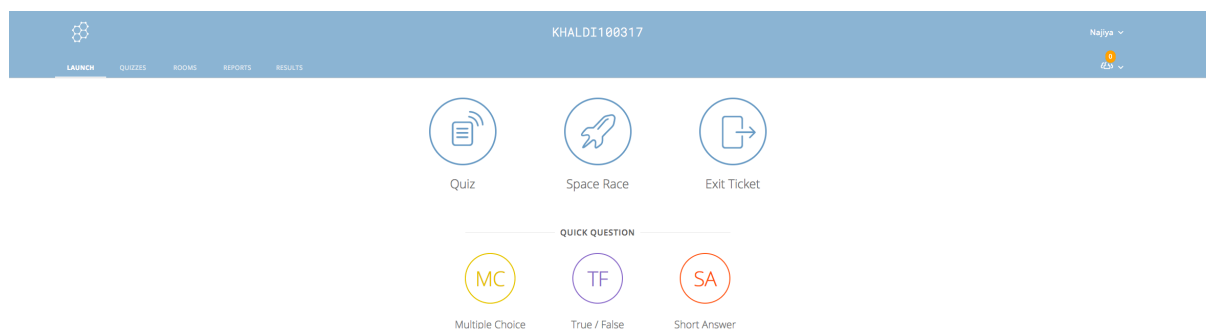 KHALDI100317
Najiya
0
LAUNCH QUIZZES ROOMS REPORTS RESULTS
Quiz Space Race Exit Ticket
QUICK QUESTION
MC TF SA
Multiple Choice True / False Short Answer